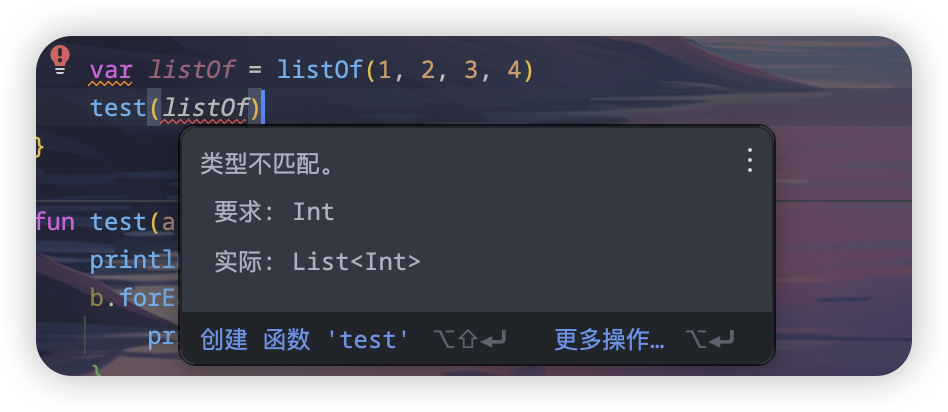 var listOf = listOf(1, 2, 3, 4)
test(listOf)
}
类型不匹配。
要求: Int
实际: List<Int>
创建 函数 'test' ⌥⇧↩ 更多操作… ⌥↩
fun test(a
printl
b.forE
pr
}